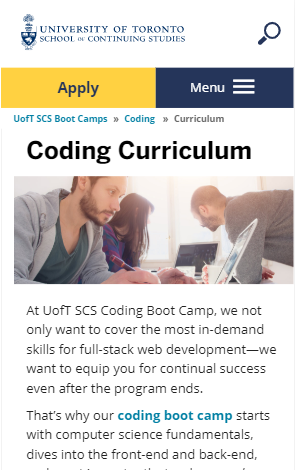 UNIVERSITY OF TORONTO
SCHOOL OF CONTINUING STUDIES
Apply
Menu
UofT SCS Boot Camps » Coding » Curriculum
Coding Curriculum
At UofT SCS Coding Boot Camp, we not
only want to cover the most in-demand
skills for full-stack web development—we
want to equip you for continual success
even after the program ends.
That's why our coding boot camp starts
with computer science fundamentals,
dives into the front-end and back-end,